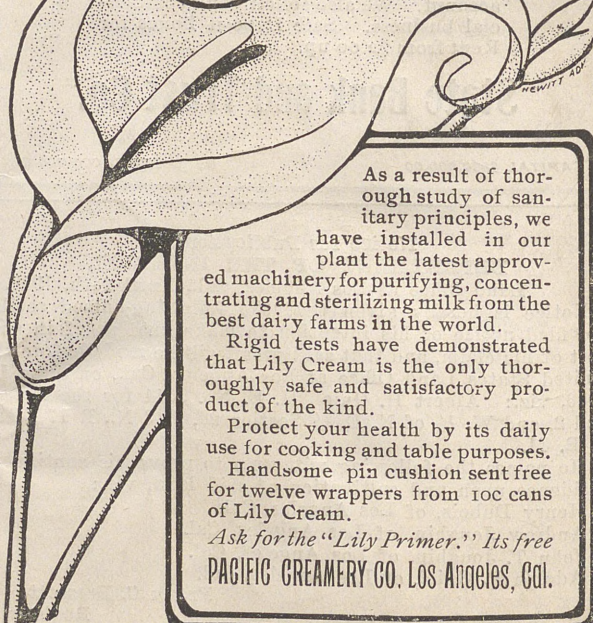 HEWITT ADV
As a result of thor-
ough study of san-
itary principles, we
have installed in our
plant the latest approv-
ed machinery for purifying, concen-
trating and sterilizing milk from the
best dairy farms in the world.
Rigid tests have demonstrated
that Lily Cream is the only thor-
oughly safe and satisfactory pro-
duct of the kind.
Protect your health by its daily
use for cooking and table purposes.
Handsome pin cushion sent free
for twelve wrappers from 10c cans
of Lily Cream.
Ask for the "Lily Primer." Its free
PACIFIC CREAMERY CO. Los Angeles, Cal.